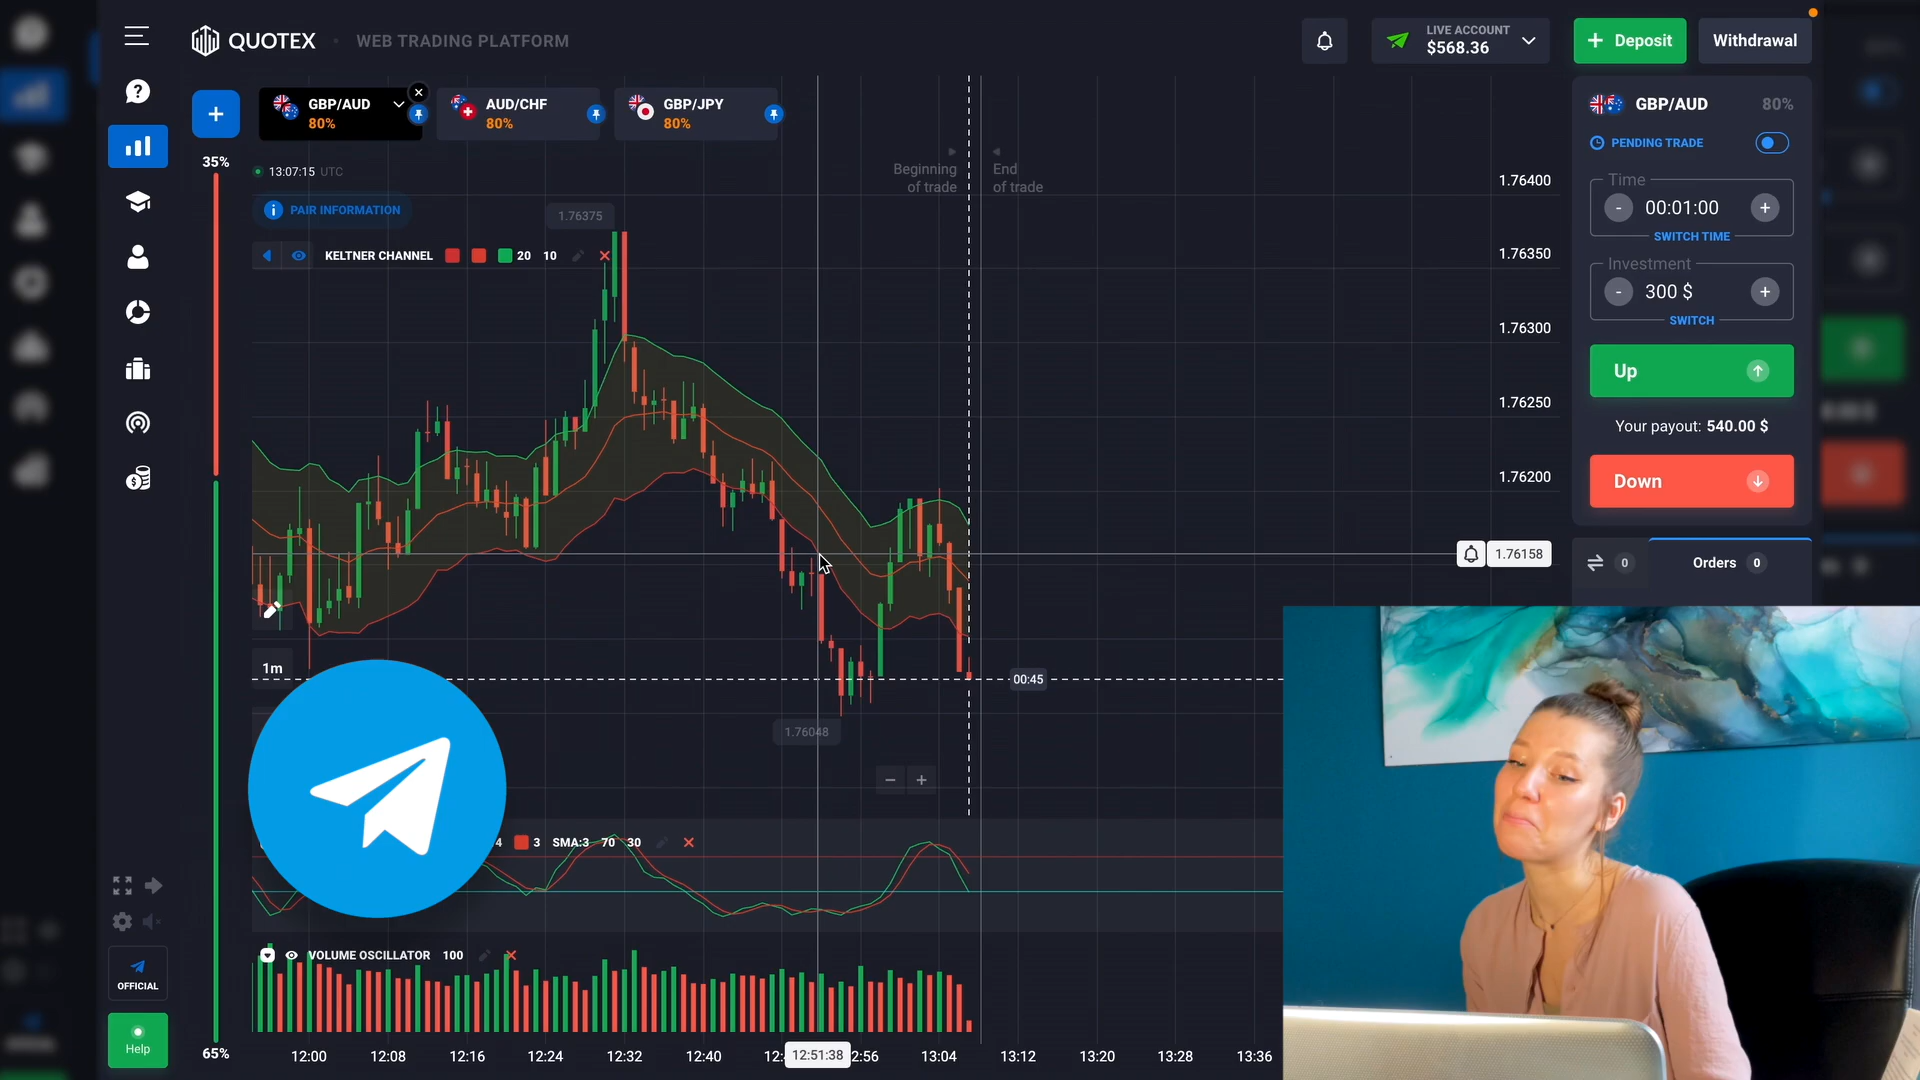 QUOTEX
WEB TRADING PLATFORM
LIVE ACCOUNT
$568.36
+ Deposit
Withdrawal
GBP/AUD
80%
AUD/CHF
80%
GBP/JPY
80%
35%
13:07:15 UTC
PAIR INFORMATION
KELTNER CHANNEL 20 10
1.76375
Beginning
of trade
End
of trade
1.76400
1.76350
1.76300
1.76250
1.76200
1.76158
GBP/AUD 80%
PENDING TRADE
Time
- 00:01:00 +
SWITCH TIME
Investment
- 300 $ +
SWITCH
Up
Your payout: 540.00 $
Down
0
Orders 0
1m
00:45
1.76048
− +
4 3 SMA:3 70 30
VOLUME OSCILLATOR 100
OFFICIAL
Help
65%
12:00 12:08 12:16 12:24 12:32 12:40 12: 12:51:38 2:56 13:04 13:12 13:20 13:28 13:36